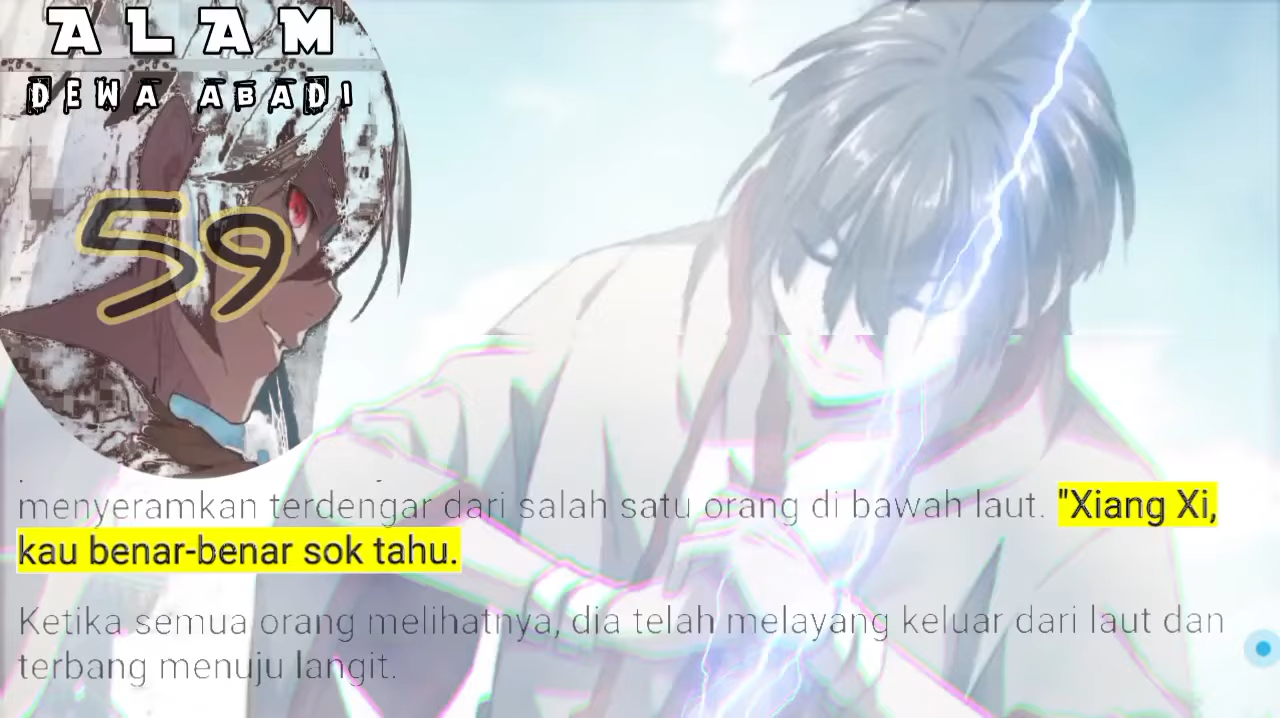 ALAM
DEWA ABADI
59
menyeramkan terdengar dari salah satu orang di bawah laut. "Xiang Xi,
kau benar-benar sok tahu.
Ketika semua orang melihatnya, dia telah melayang keluar dari laut dan
terbang menuju langit.